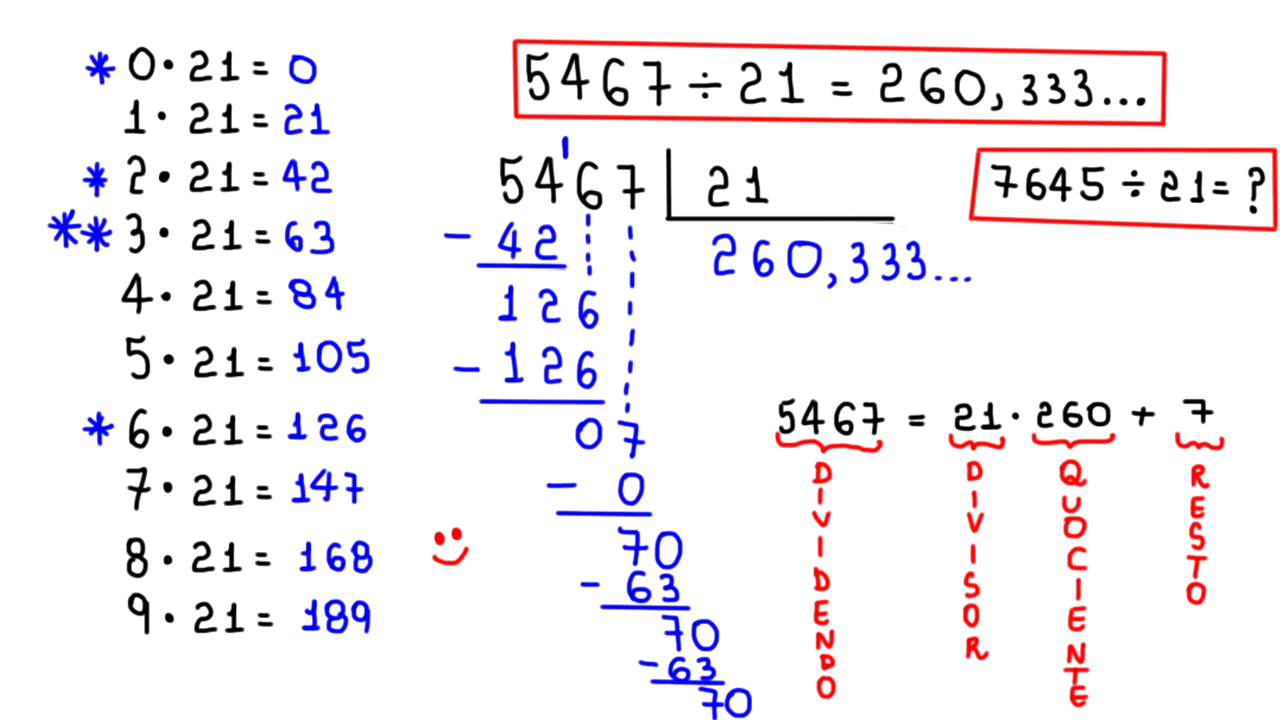 * 0 · 21 = 0
1 · 21 = 21
* 2 · 21 = 42
** 3 · 21 = 63
4 · 21 = 84
5 · 21 = 105
* 6 · 21 = 126
7 · 21 = 147
8 · 21 = 168
9 · 21 = 189
5467 ÷ 21 = 260,333...
54'67 21
- 42 260,333...
126
- 126
07
- 0
70
- 63
70
- 63
70
7645 ÷ 21 = ?
5467 = 21 · 260 + 7
DIVIDENDO
DIVISOR
QUOCIENTE
RESTO